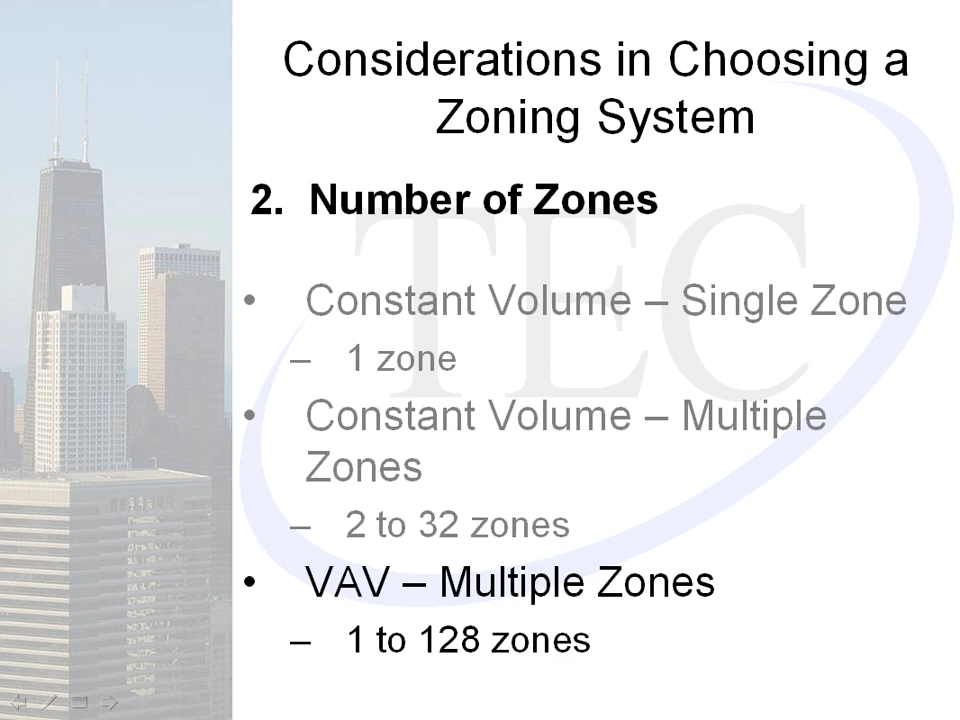 Considerations in Choosing a
Zoning System
2. Number of Zones
• Constant Volume – Single Zone
– 1 zone
• Constant Volume – Multiple
Zones
– 2 to 32 zones
• VAV – Multiple Zones
– 1 to 128 zones
TEC